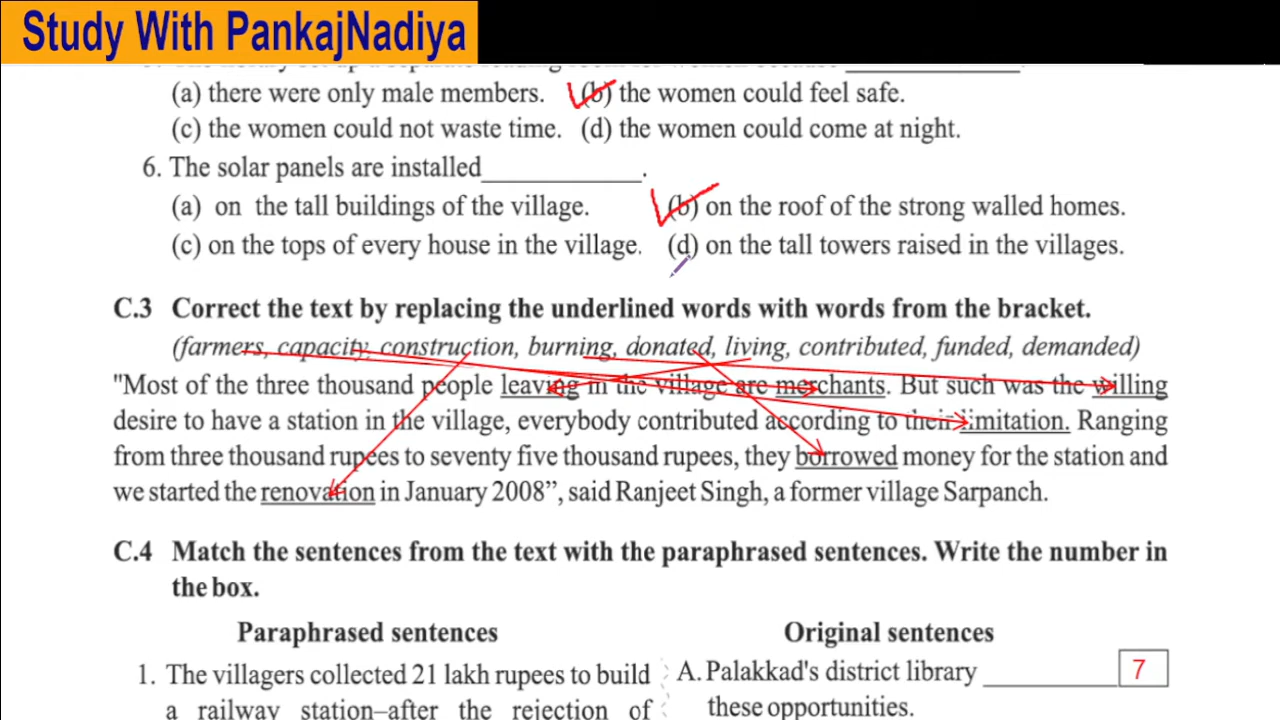 Study With PankajNadiya
(a) there were only male members. (b) the women could feel safe.
(c) the women could not waste time. (d) the women could come at night.
6. The solar panels are installed____________.
(a) on the tall buildings of the village. (b) on the roof of the strong walled homes.
(c) on the tops of every house in the village. (d) on the tall towers raised in the villages.
C.3 Correct the text by replacing the underlined words with words from the bracket.
(farmers, capacity, construction, burning, donated, living, contributed, funded, demanded)
"Most of the three thousand people leaving in the village are merchants. But such was the willing
desire to have a station in the village, everybody contributed according to their limitation. Ranging
from three thousand rupees to seventy five thousand rupees, they borrowed money for the station and
we started the renovation in January 2008”, said Ranjeet Singh, a former village Sarpanch.
C.4 Match the sentences from the text with the paraphrased sentences. Write the number in
the box.
Paraphrased sentences Original sentences
1. The villagers collected 21 lakh rupees to build A. Palakkad's district library __________ 7
a railway station–after the rejection of these opportunities.